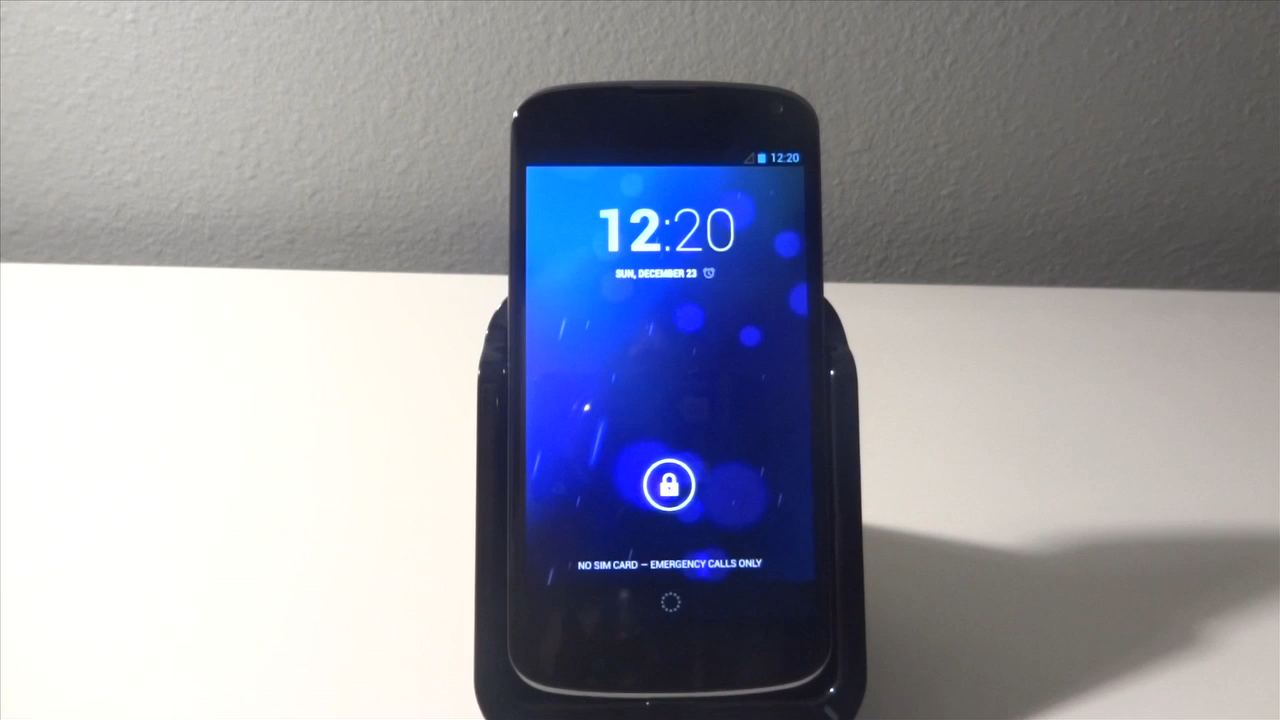 12:20
12:20
SUN, DECEMBER 23
NO SIM CARD — EMERGENCY CALLS ONLY